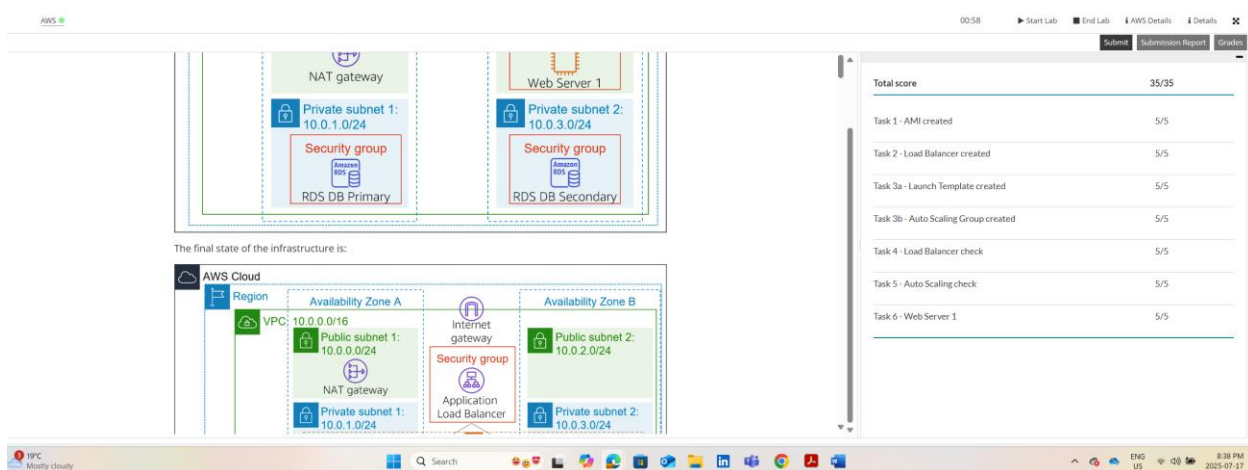 AWS
00:58 Start Lab End Lab AWS Details Details
Submit Submission Report Grades
NAT gateway
Web Server 1
Private subnet 1:
10.0.1.0/24
Private subnet 2:
10.0.3.0/24
Security group
Amazon
RDS
RDS DB Primary
Security group
Amazon
RDS
RDS DB Secondary
The final state of the infrastructure is:
AWS Cloud
Region
Availability Zone A
Availability Zone B
VPC: 10.0.0.0/16
Internet
gateway
Public subnet 1:
10.0.0.0/24
Public subnet 2:
10.0.2.0/24
NAT gateway
Security group
Application
Load Balancer
Private subnet 1:
10.0.1.0/24
Private subnet 2:
10.0.3.0/24
Total score 35/35
Task 1 - AMI created 5/5
Task 2 - Load Balancer created 5/5
Task 3a - Launch Template created 5/5
Task 3b - Auto Scaling Group created 5/5
Task 4 - Load Balancer check 5/5
Task 5 - Auto Scaling check 5/5
Task 6 - Web Server 1 5/5
19°C
Mostly cloudy
Search
ENG
US
8:38 PM
2025-07-17